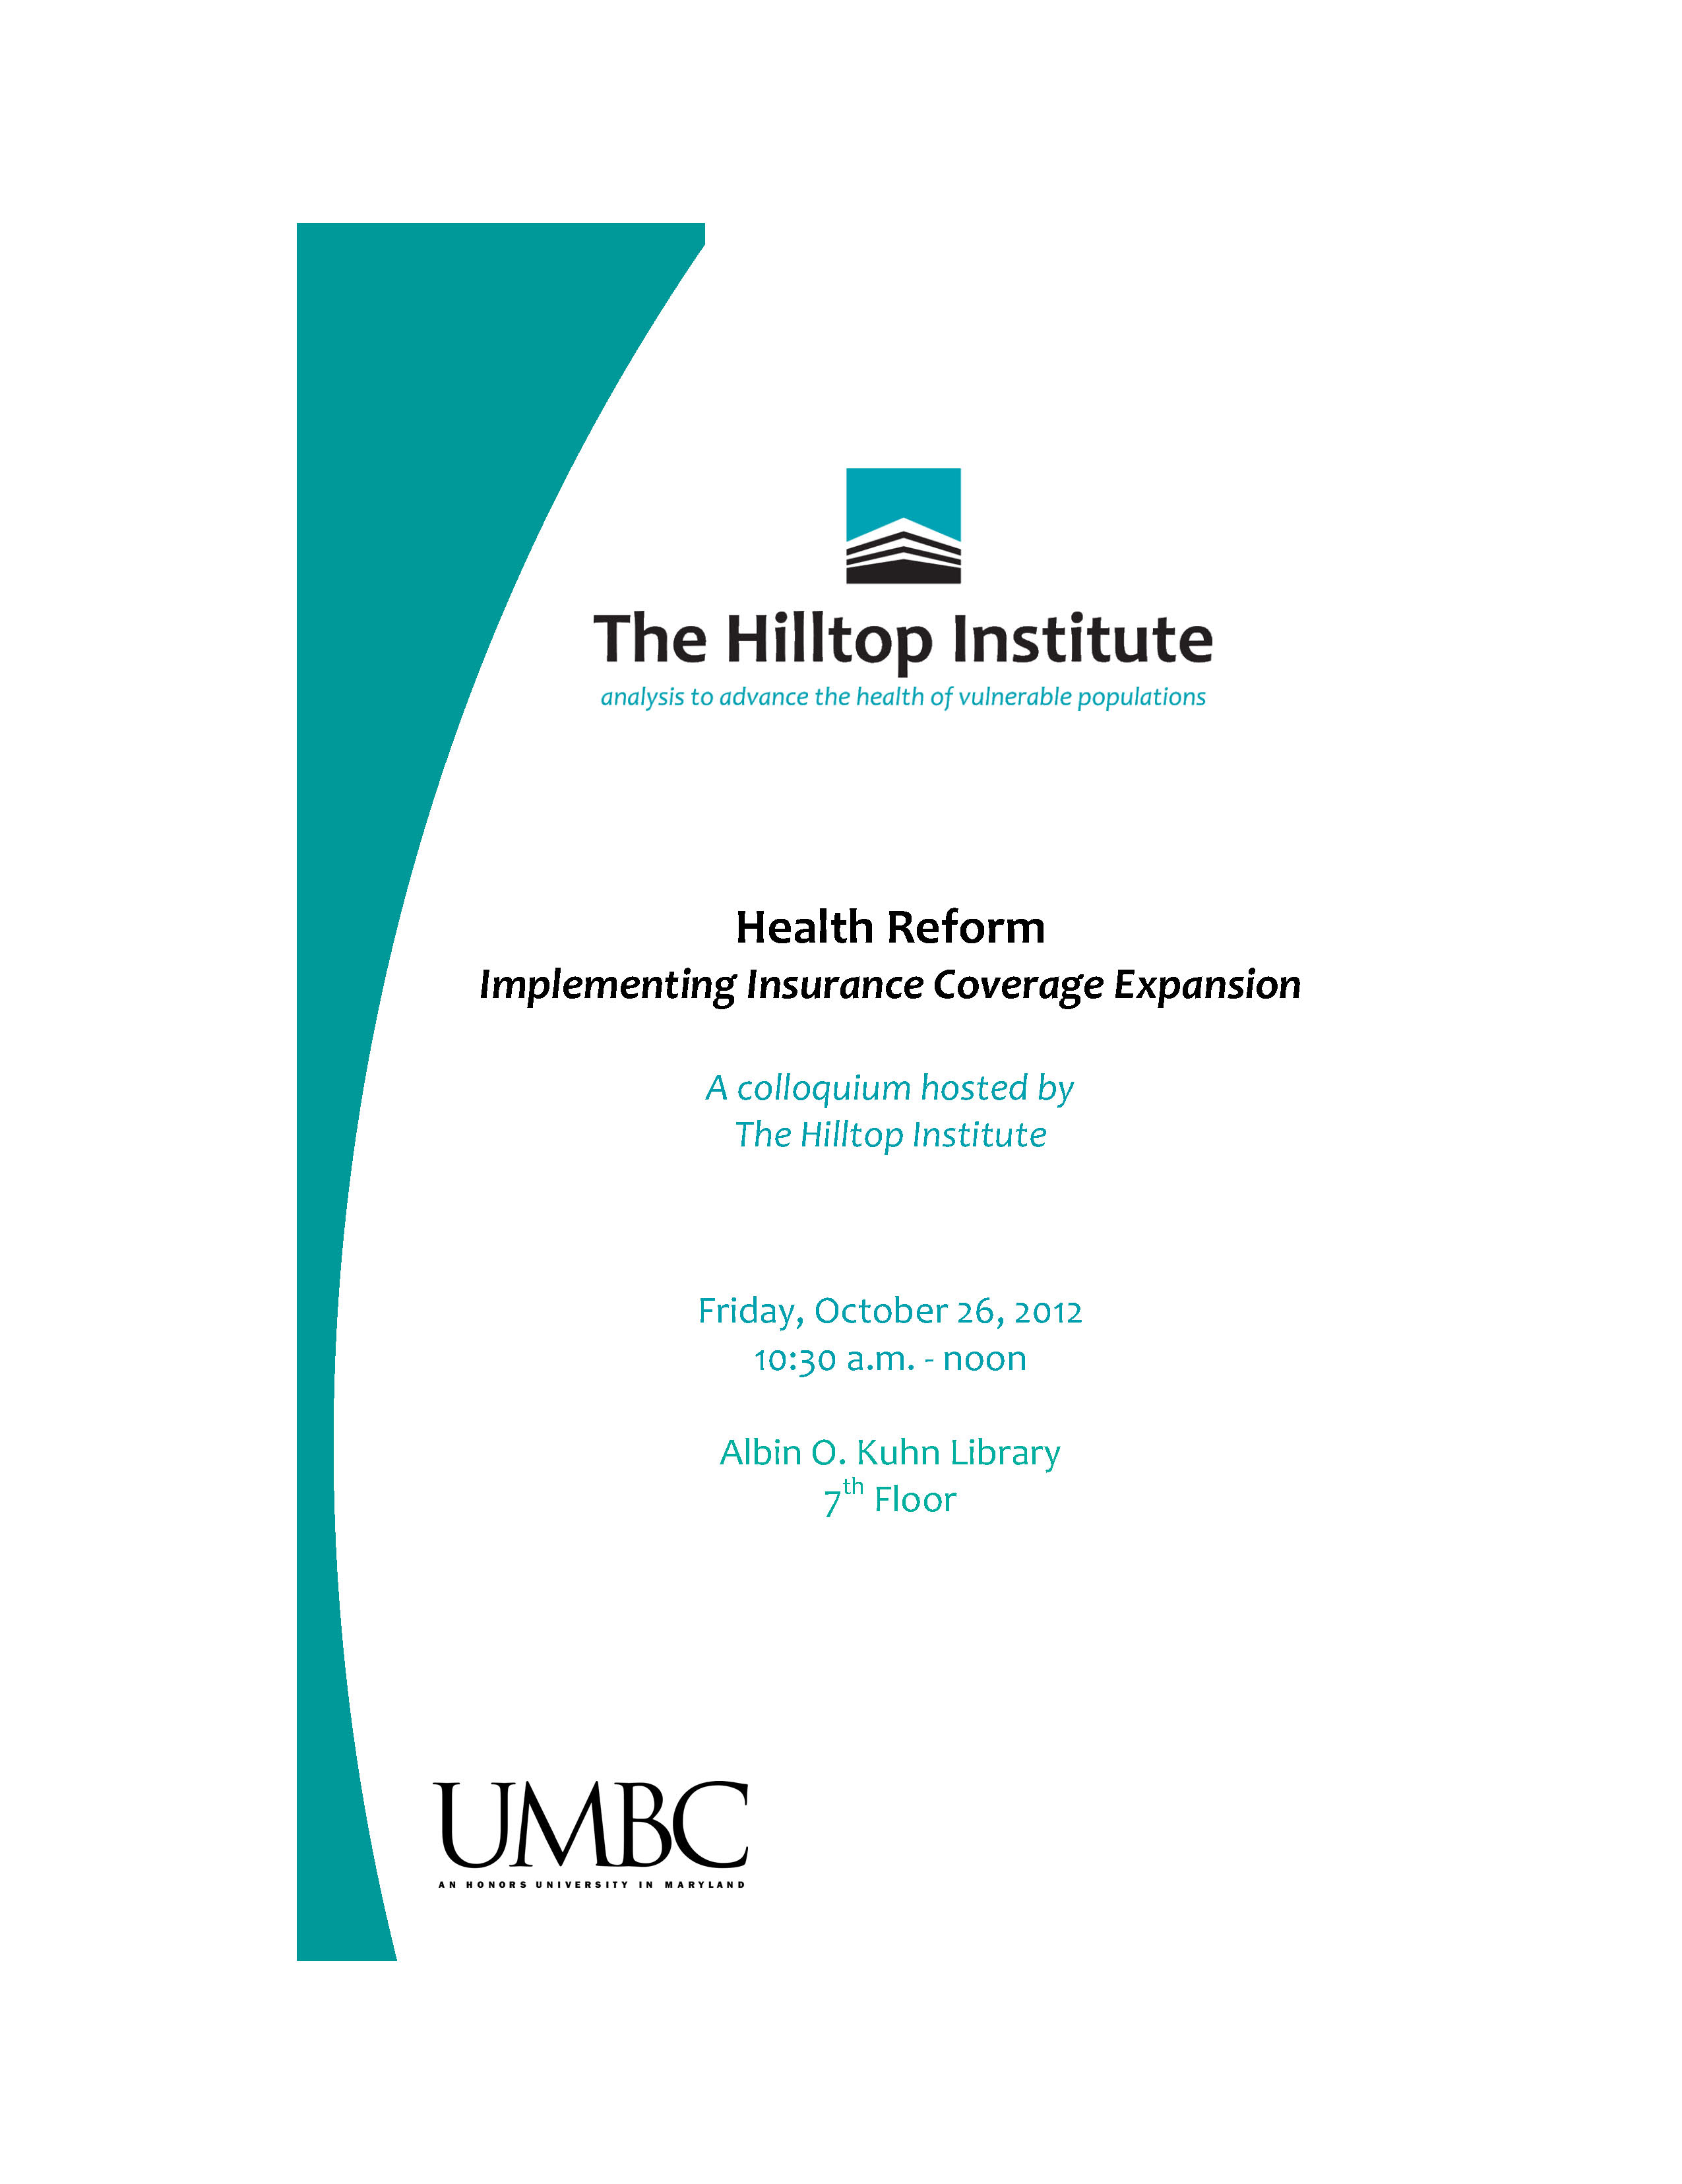 The Hilltop Institute
analysis to advance the health of vulnerable populations
Health Reform
Implementing Insurance Coverage Expansion
A colloquium hosted by
The Hilltop Institute
Friday, October 26, 2012
10:30 a.m. - noon
Albin O. Kuhn Library
7th Floor
UMBC
AN HONORS UNIVERSITY IN MARYLAND